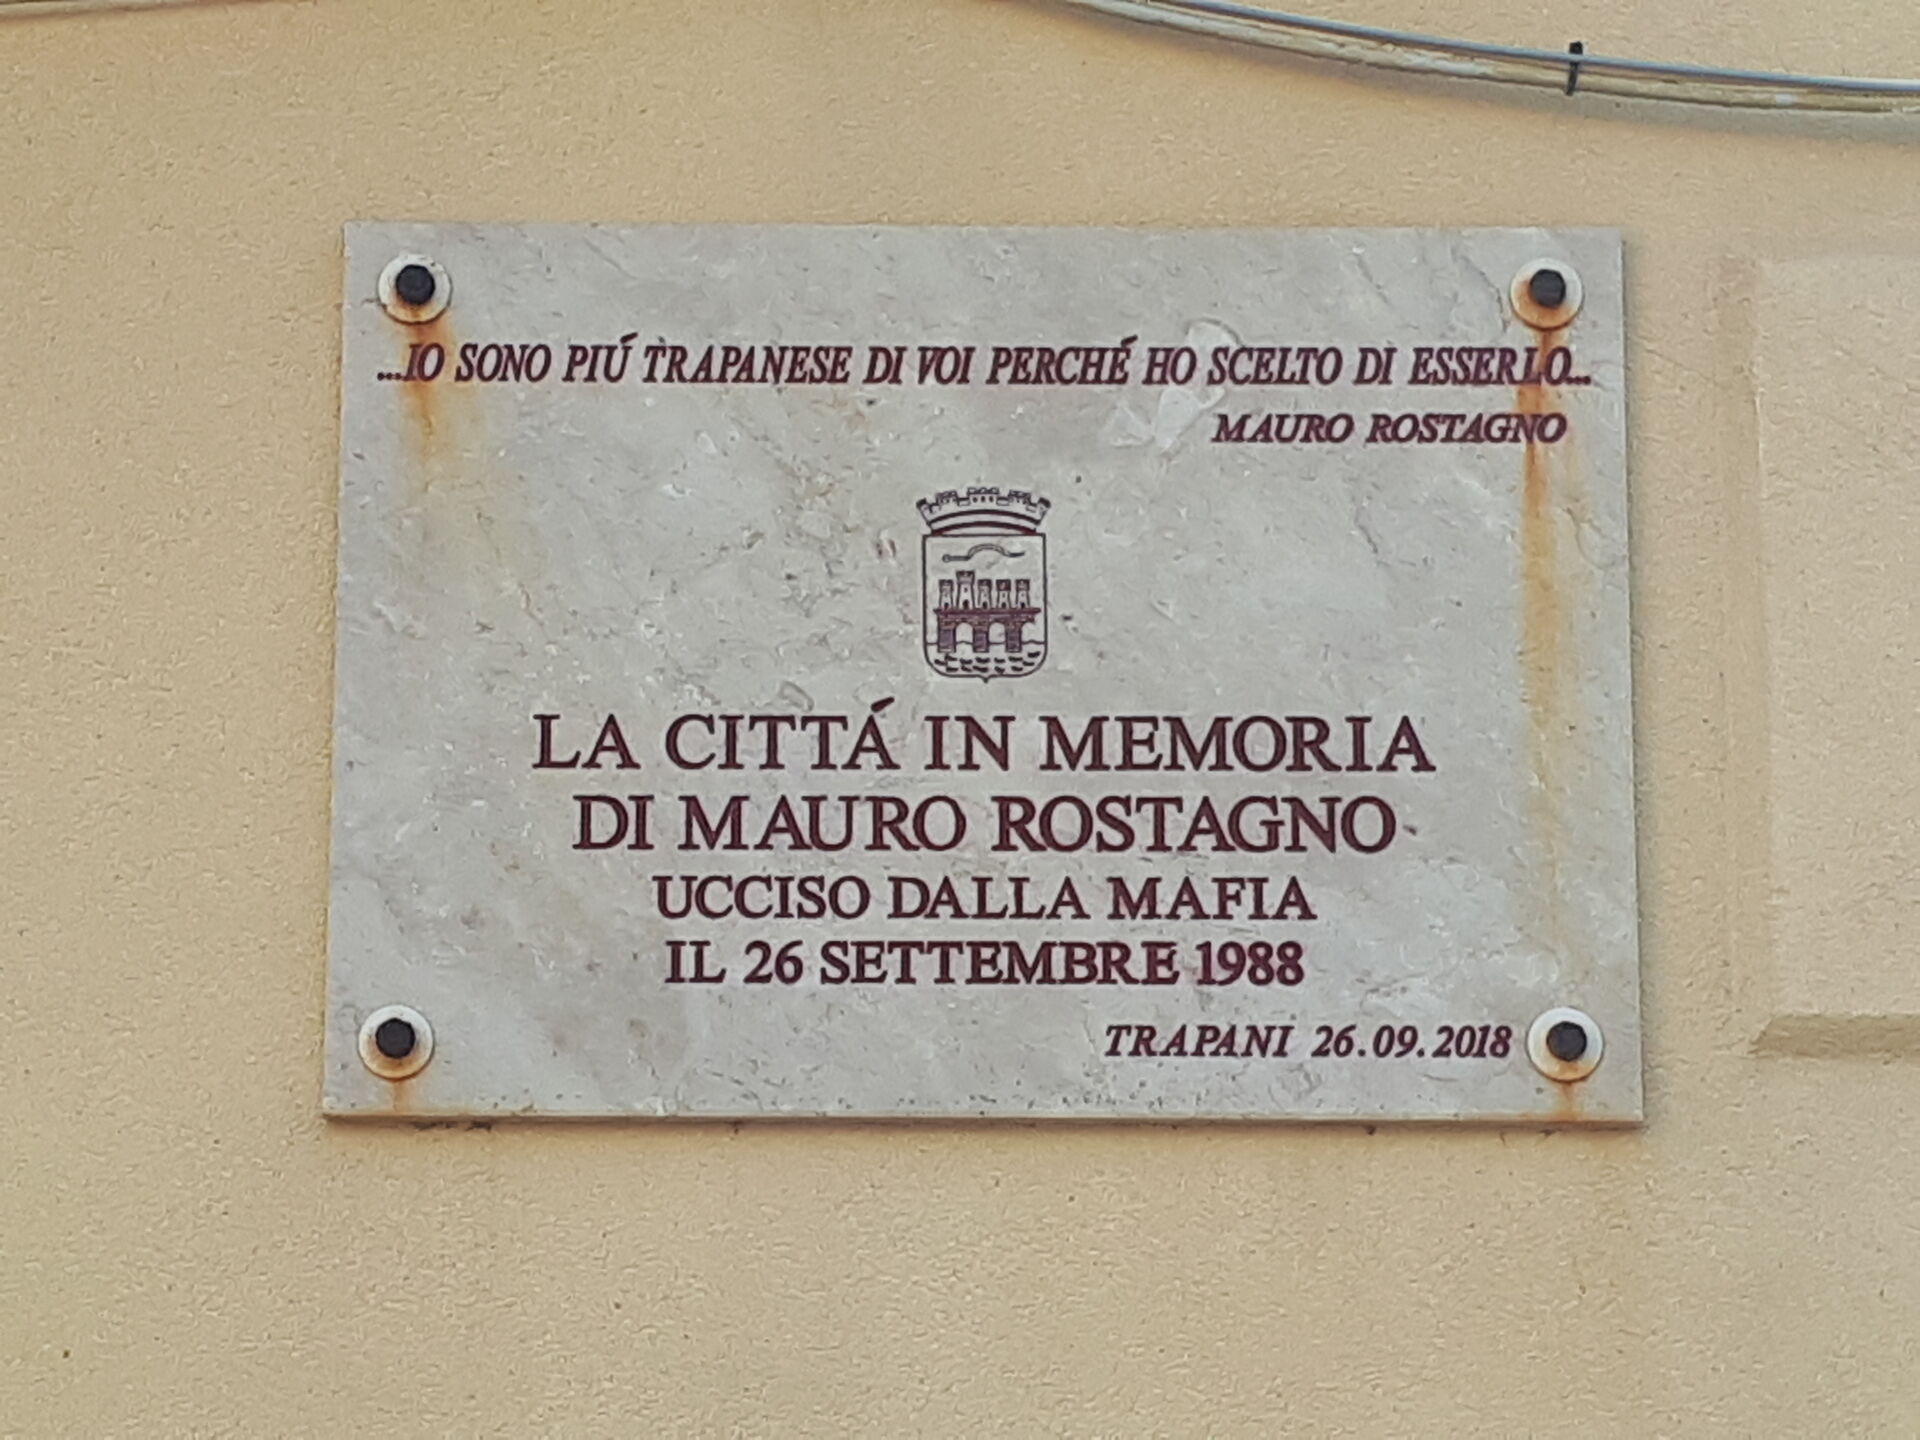 ...IO SONO PIÚ TRAPANESE DI VOI PERCHÉ HO SCELTO DI ESSERLO...
MAURO ROSTAGNO
LA CITTÁ IN MEMORIA
DI MAURO ROSTAGNO
UCCISO DALLA MAFIA
IL 26 SETTEMBRE 1988
TRAPANI 26.09.2018